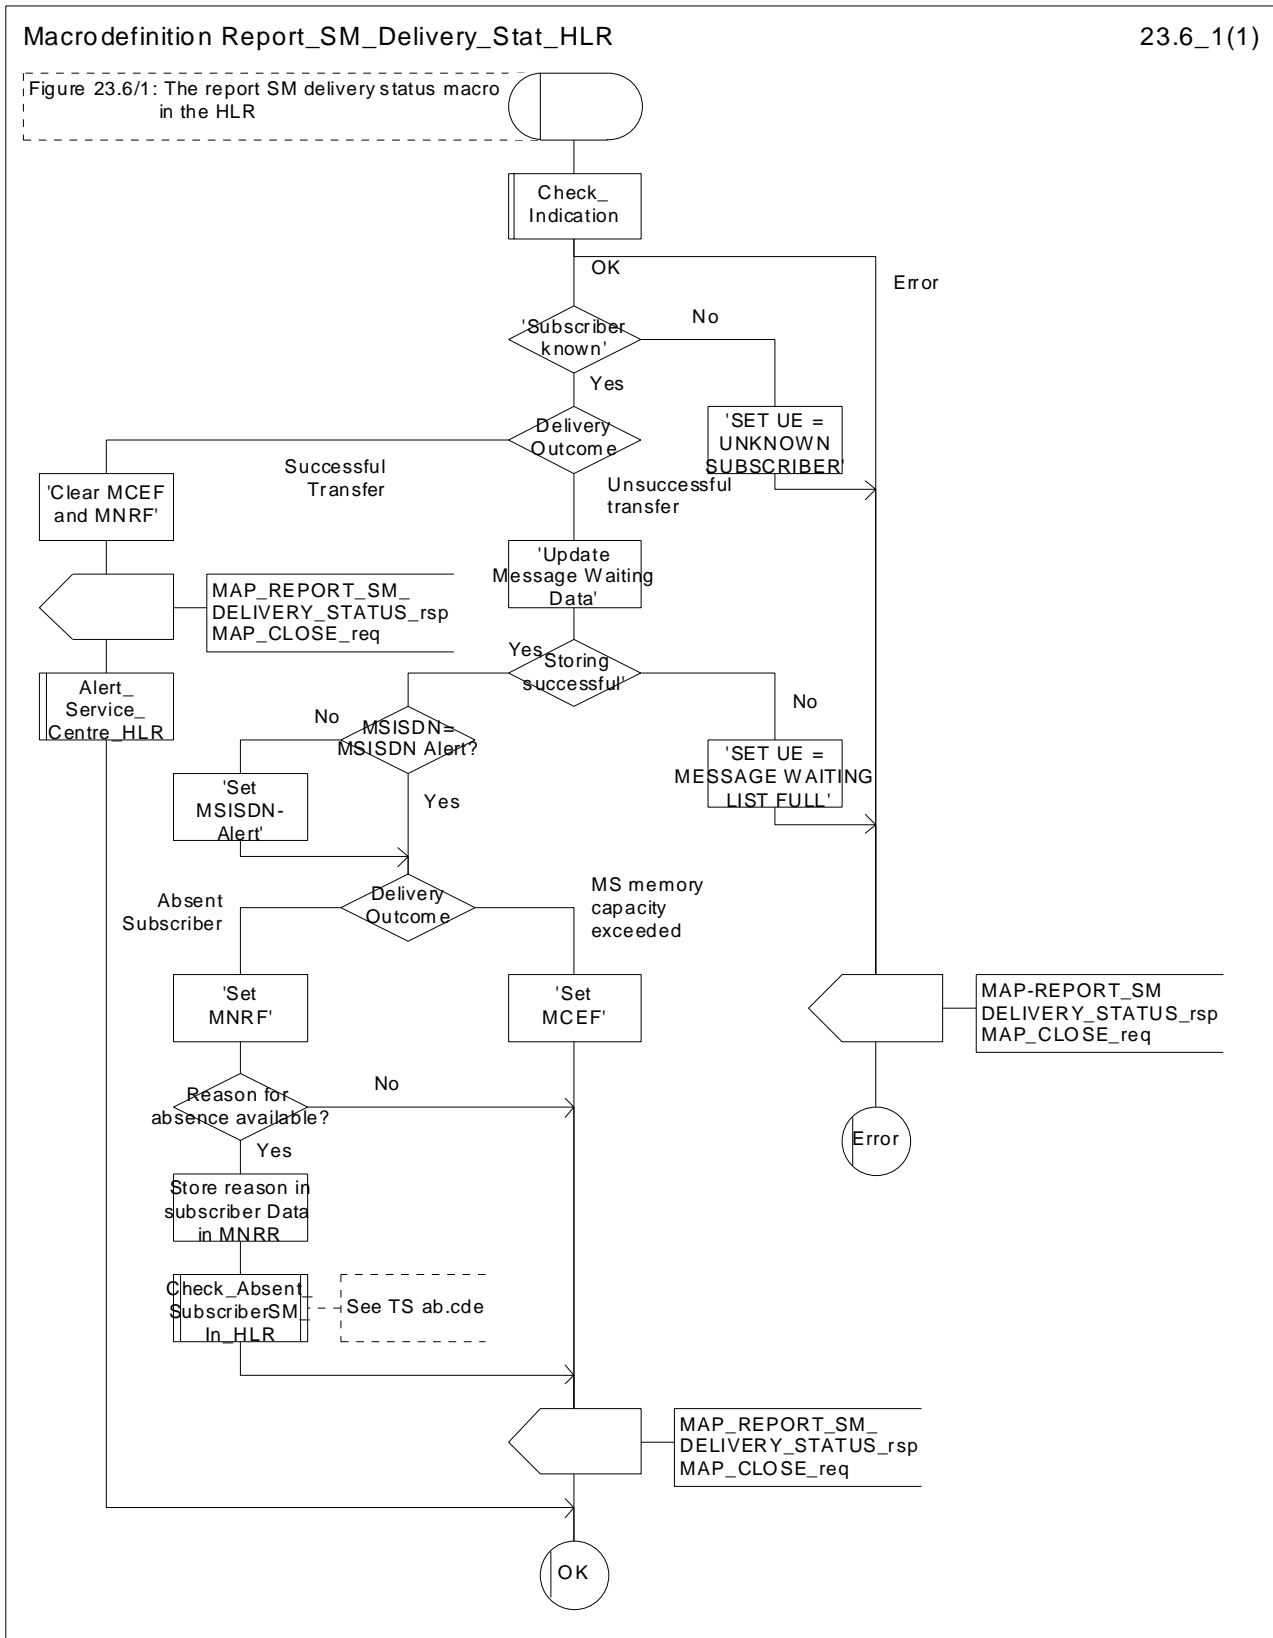 Macrodefinition Report_SM_Delivery_Stat_HLR
23.6_1(1)
Figure 23.6/1: The report SM delivery status macro
in the HLR
Check_
Indication
OK
Error
'Subscriber
known'
No
Yes
Delivery
Outcome
'SET UE =
UNKNOWN
SUBSCRIBER'
Successful
Transfer
Unsuccessful
transfer
'Clear MCEF
and MNRF'
'Update
Message Waiting
Data'
MAP_REPORT_SM_
DELIVERY_STATUS_rsp
MAP_CLOSE_req
Yes
'Storing
successful'
No
Alert_
Service_
Centre_HLR
No
MSISDN=
MSISDN Alert?
'SET UE =
MESSAGE WAITING
LIST FULL'
'Set
MSISDN-
Alert'
Yes
Absent
Subscriber
Delivery
Outcome
MS memory
capacity
exceeded
'Set
MNRF'
'Set
MCEF'
MAP-REPORT_SM
DELIVERY_STATUS_rsp
MAP_CLOSE_req
Reason for
absence available?
No
Error
Yes
Store reason in
subscriber Data
in MNRR
Check_Absent_
SubscriberSM_
In_HLR
See TS ab.cde
MAP_REPORT_SM_
DELIVERY_STATUS_rsp
MAP_CLOSE_req
OK